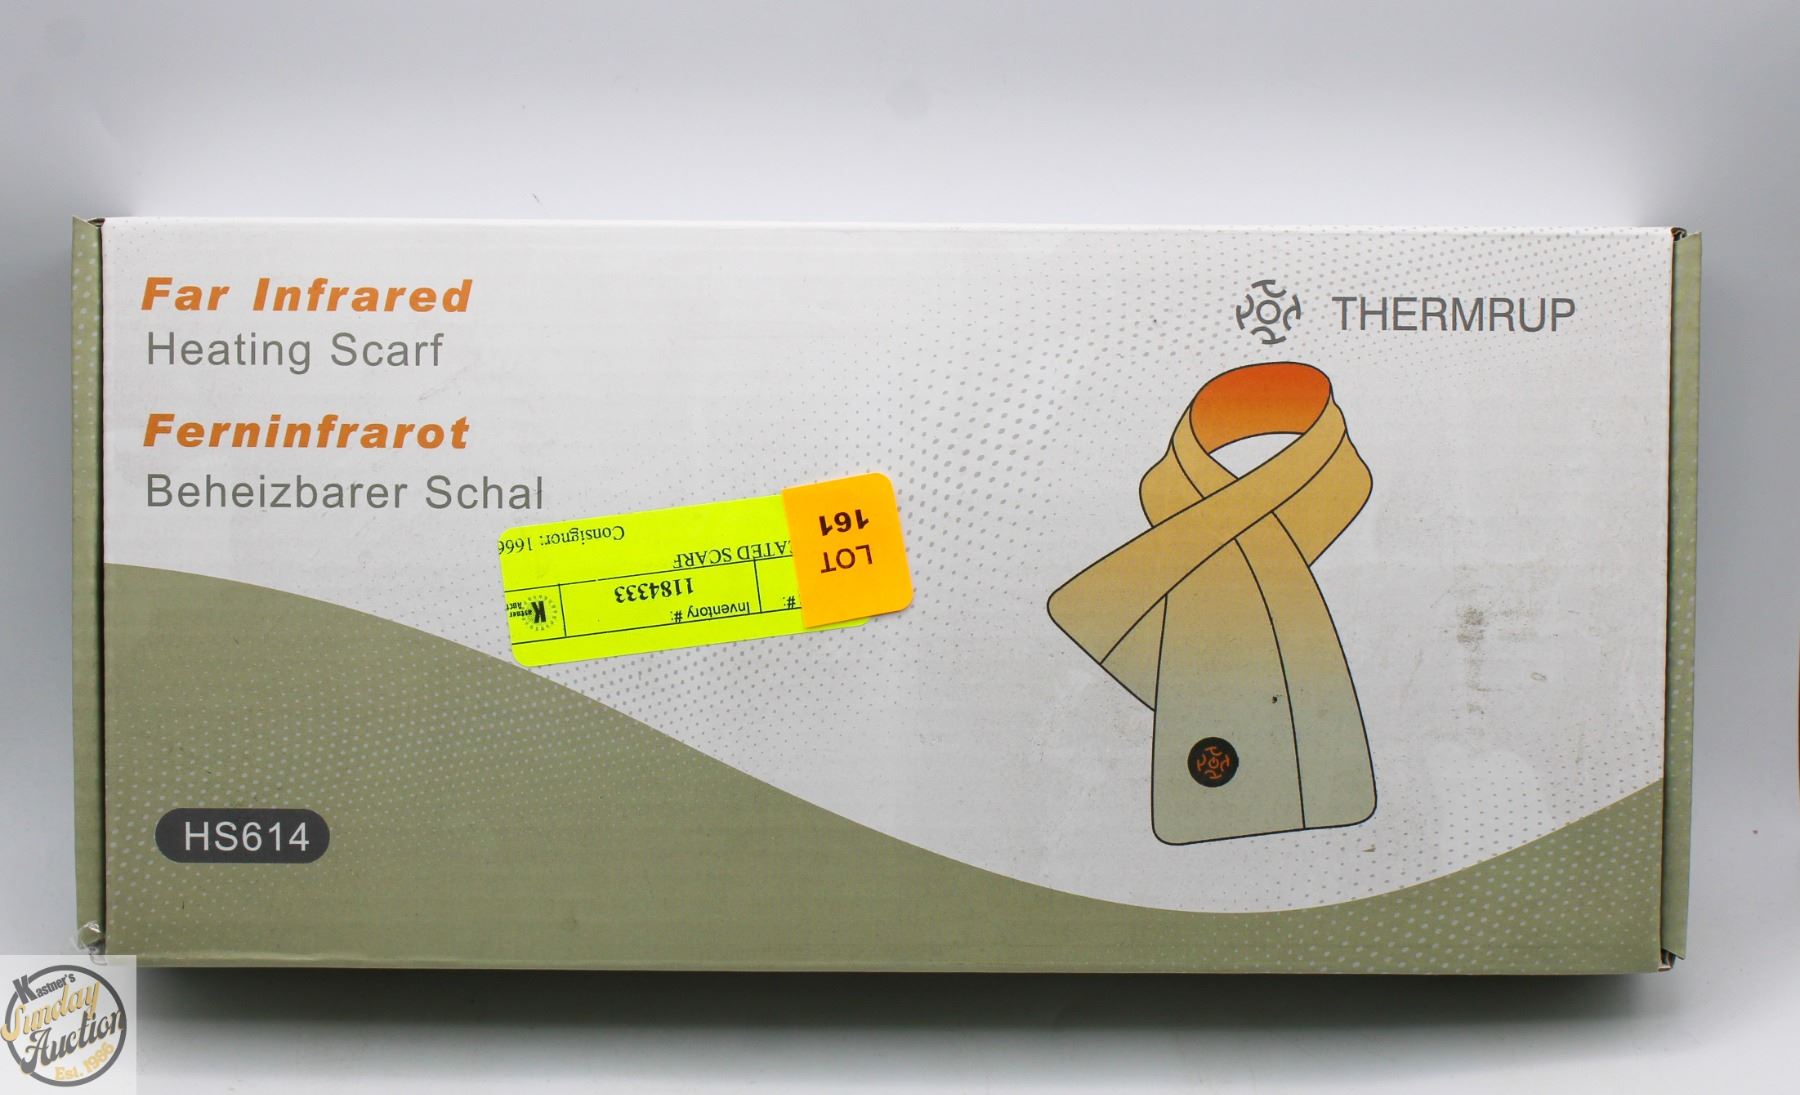 Far Infrared
Heating Scarf
Ferninfrarot
Beheizbarer Schal
THERMRUP
HS614
LOT
161
#:
Inventory #:
1184333
SCARF
Consignor:
K
Kastner's
Sunday
Auction
Est. 1986